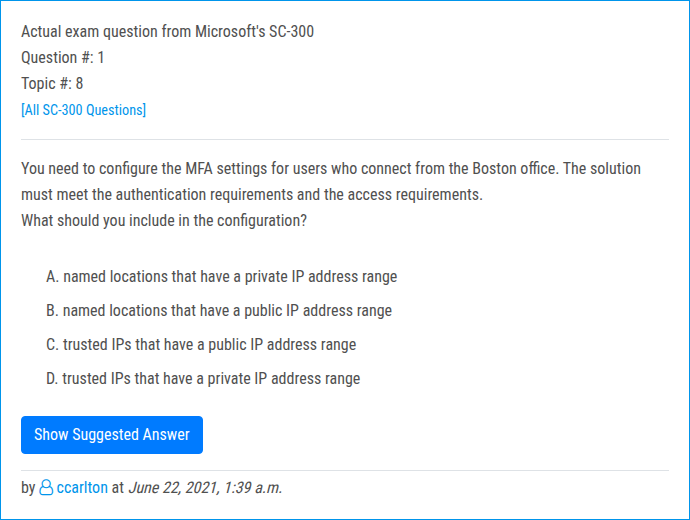 Actual exam question from Microsoft's SC-300
Question #: 1
Topic #: 8
[All SC-300 Questions]
You need to configure the MFA settings for users who connect from the Boston office. The solution
must meet the authentication requirements and the access requirements.
What should you include in the configuration?
A. named locations that have a private IP address range
B. named locations that have a public IP address range
C. trusted IPs that have a public IP address range
D. trusted IPs that have a private IP address range
Show Suggested Answer
by ccarlton at June 22, 2021, 1:39 a.m.